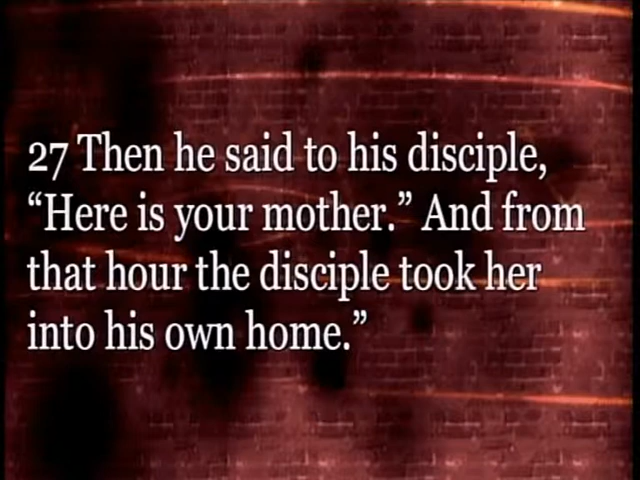 27 Then he said to his disciple,
“Here is your mother.” And from
that hour the disciple took her
into his own home.”